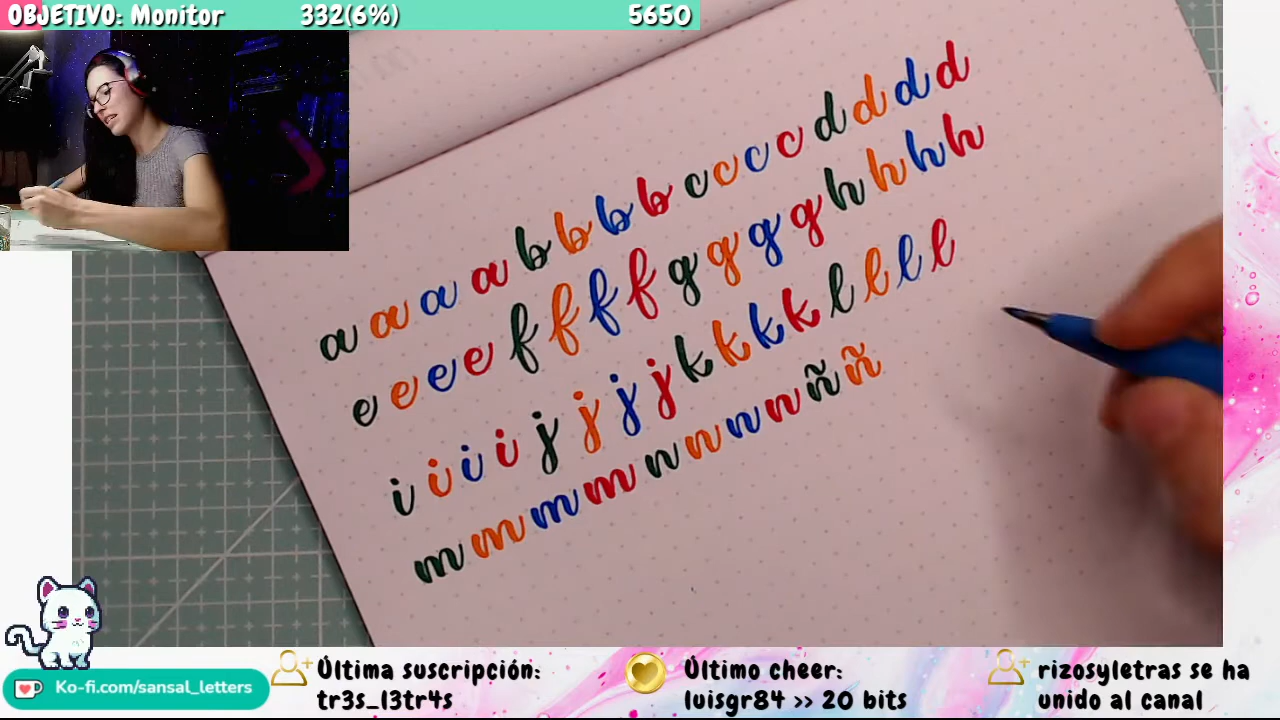 OBJETIVO: Monitor 332(6%) 5650
a a a a b b b b c c c c d d d d
e e e e f f f f g g g g h h h h
i i i i j j j j k k k k l l l l
m m m m n n n n ñ ñ
Ko-fi.com/sansal_letters
Última suscripción:
tr3s_l3tr4s
Último cheer:
luisgr84 >> 20 bits
rizosyletras se ha
unido al canal